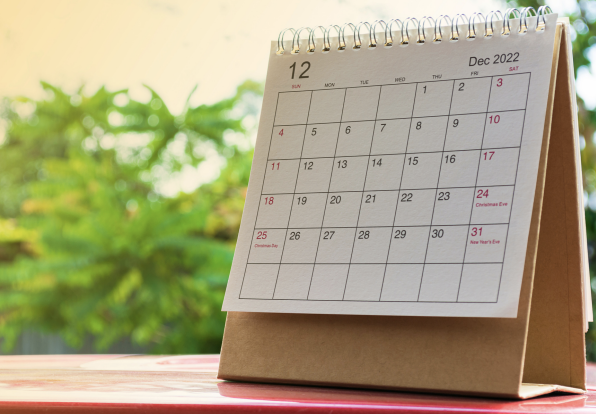 12 Dec 2022
SUN MON TUE WED THU FRI SAT
1 2 3
4 5 6 7 8 9 10
11 12 13 14 15 16 17
18 19 20 21 22 23 24
Christmas Eve
25 26 27 28 29 30 31
Christmas Day New Year's Eve